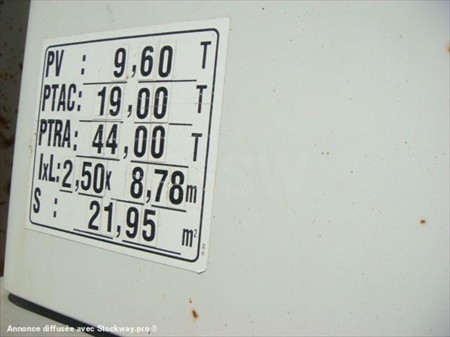 PV : 9,60 T
PTAC: 19,00 T
PTRA: 44,00 T
lxL: 2,50x 8,78m
S : 21,95 m²
Annonce diffusée avec Stockway.pro ®